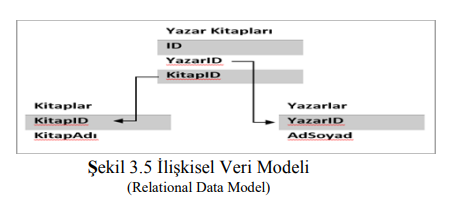 Yazar Kitapları
ID
YazarID
KitapID
Kitaplar
KitapID
KitapAdı
Yazarlar
YazarID
AdSoyad
Şekil 3.5 İlişkisel Veri Modeli
(Relational Data Model)